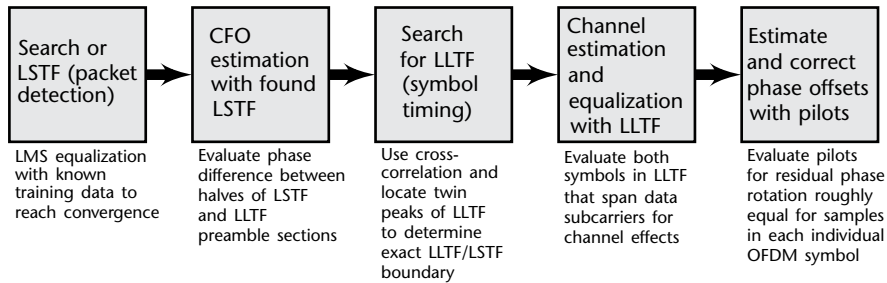 Search or
LSTF (packet
detection)
LMS equalization
with known
training data to
reach convergence
CFO
estimation
with found
LSTF
Evaluate phase
difference between
halves of LSTF
and LLTF
preamble sections
Search
for LLTF
(symbol
timing)
Use cross-
correlation and
locate twin
peaks of LLTF
to determine
exact LLTF/LSTF
boundary
Channel
estimation
and
equalization
with LLTF
Evaluate both
symbols in LLTF
that span data
subcarriers for
channel effects
Estimate
and correct
phase offsets
with pilots
Evaluate pilots
for residual phase
rotation roughly
equal for samples
in each individual
OFDM symbol